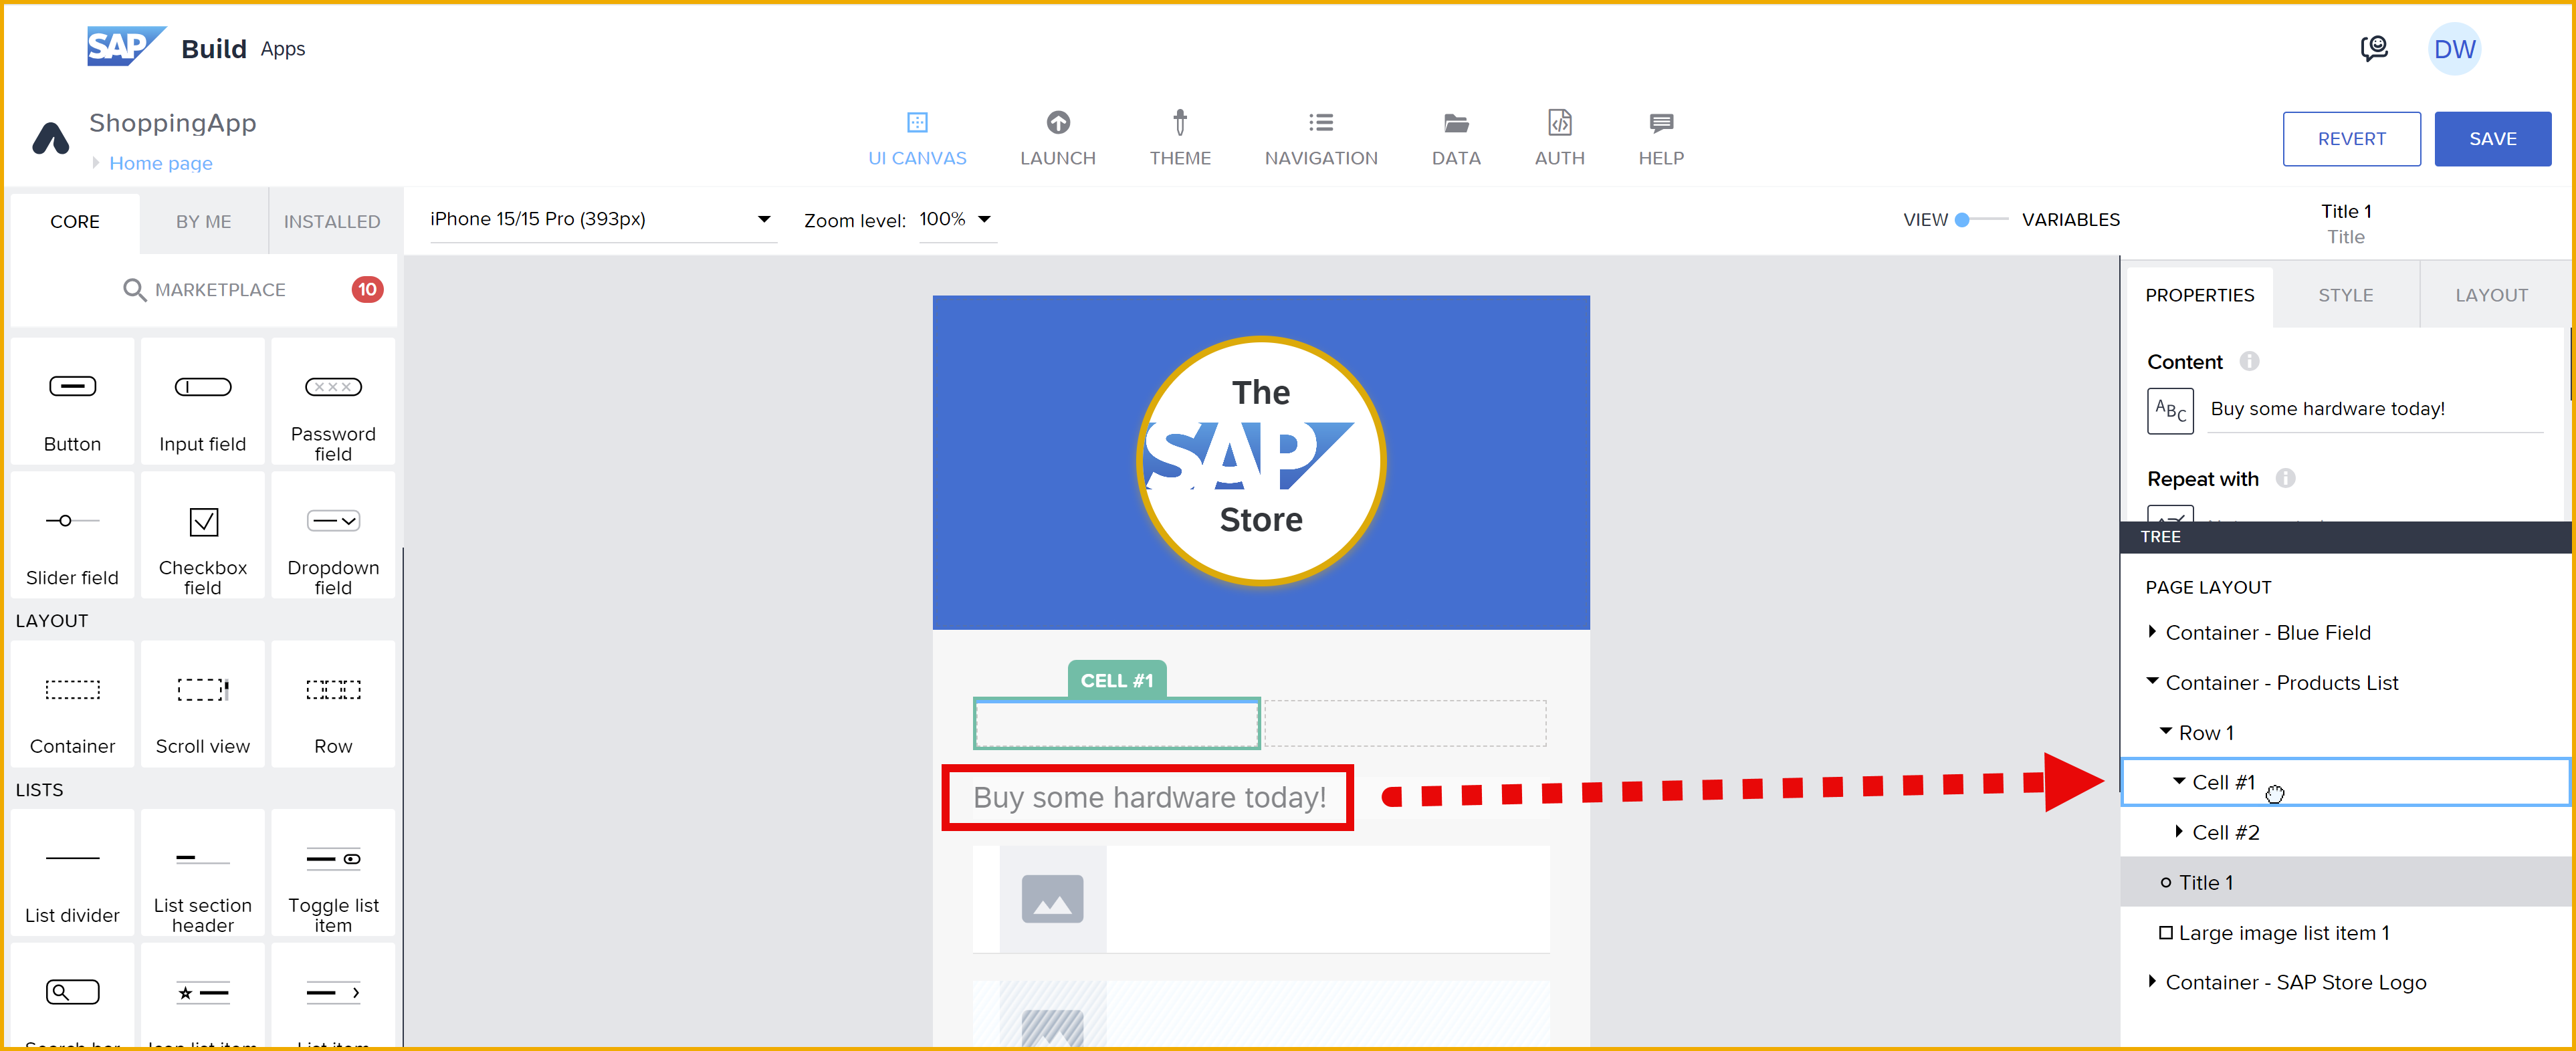 SAP Build Apps
DW
ShoppingApp
Home page
UI CANVAS
LAUNCH
THEME
NAVIGATION
DATA
AUTH
HELP
REVERT
SAVE
CORE
BY ME
INSTALLED
iPhone 15/15 Pro (393px)
Zoom level: 100%
VIEW
VARIABLES
Title 1
Title
MARKETPLACE
10
Button
Input field
Password
field
Slider field
Checkbox
field
Dropdown
field
LAYOUT
Container
Scroll view
Row
LISTS
List divider
List section
header
Toggle list
item
The
SAP
Store
CELL #1
Buy some hardware today!
PROPERTIES
STYLE
LAYOUT
Content
ABC
Buy some hardware today!
Repeat with
TREE
PAGE LAYOUT
Container - Blue Field
Container - Products List
Row 1
Cell #1
Cell #2
Title 1
Large image list item 1
Container - SAP Store Logo